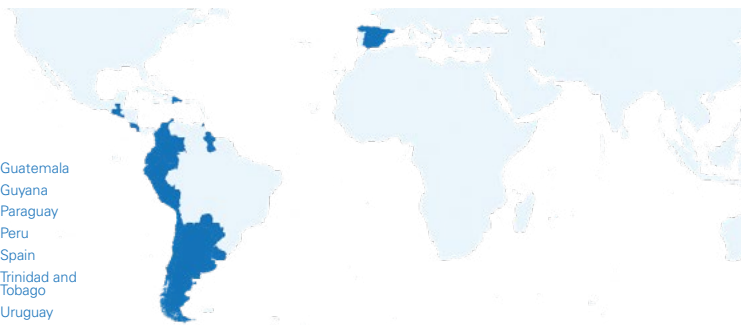 Guatemala
Guyana
Paraguay
Peru
Spain
Trinidad and
Tobago
Uruguay